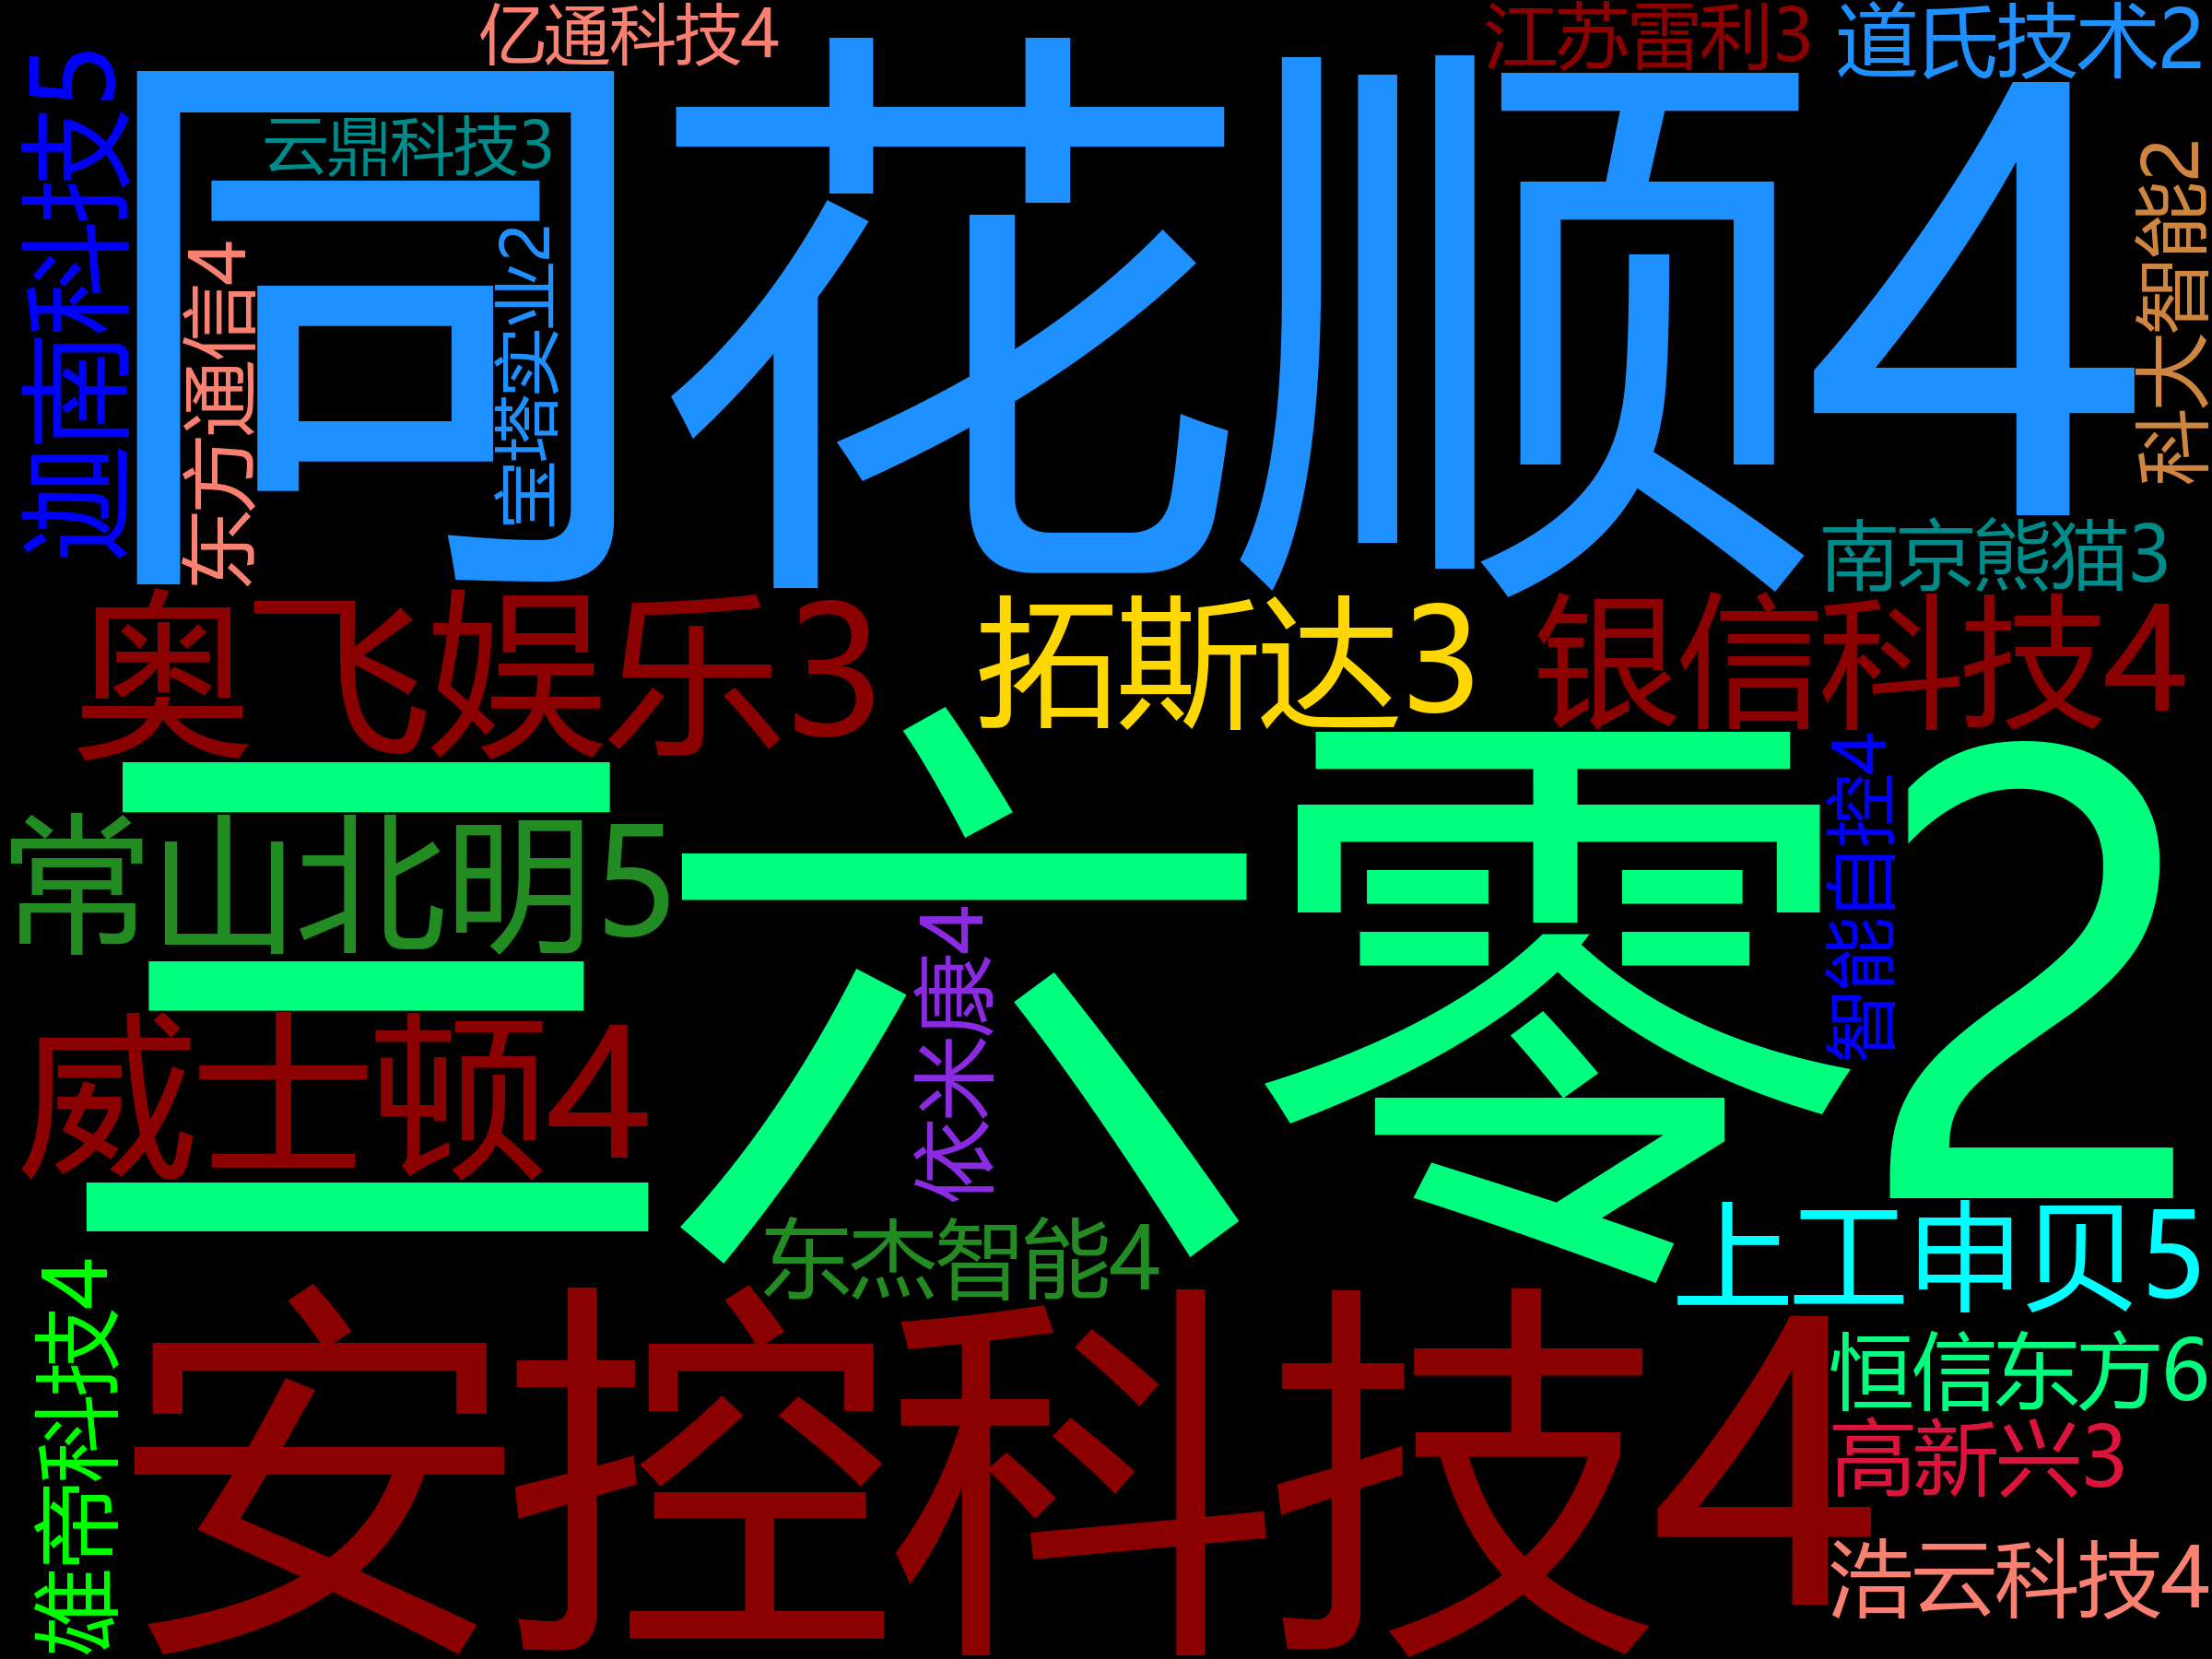 亿通科技4
江苏雷利3
道氏技术2
迦南科技5
同花顺4
云鼎科技3
东方通信4
宝塔实业2
科大智能2
南京熊猫3
奥飞娱乐3
拓斯达3
银信科技4
三六零2
常山北明5
智能自控4
依米康4
威士顿4
东杰智能4
上工申贝5
维帝科技4
安控科技4
恒信东方6
高新兴3
浩云科技4